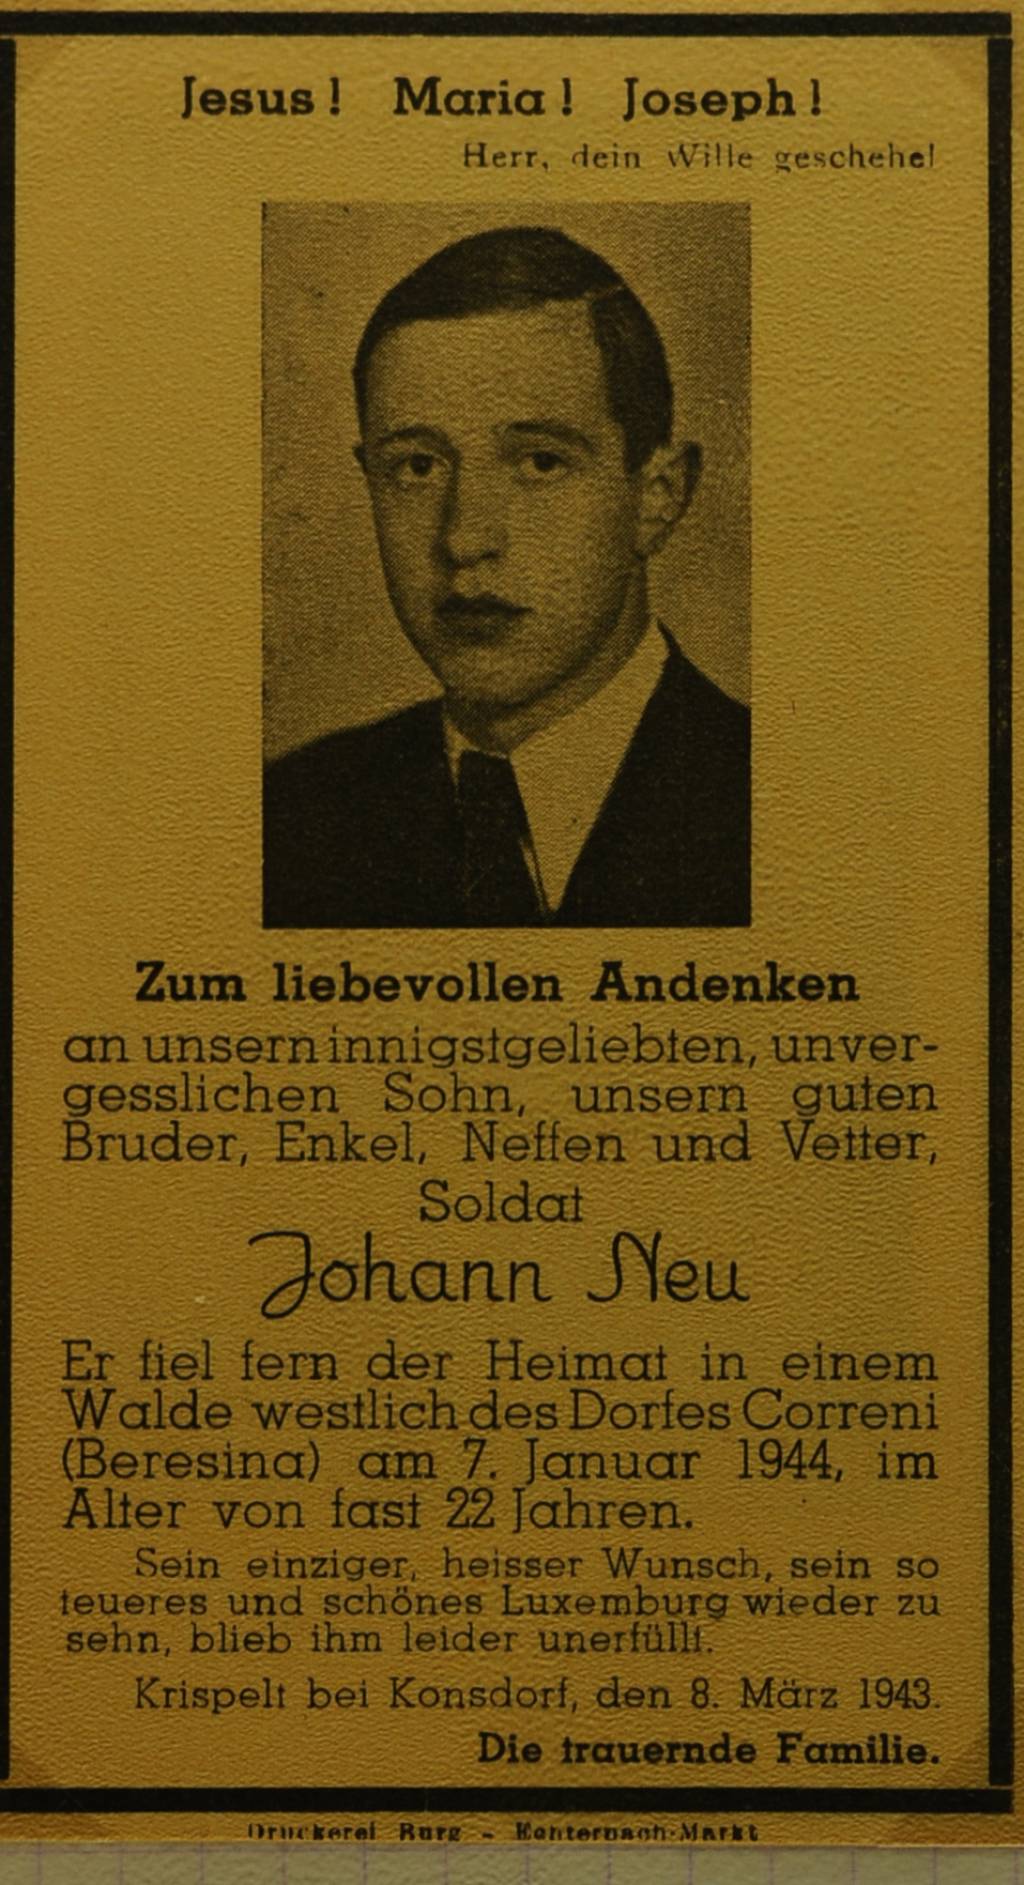 Jesus! Maria! Joseph!
Herr, dein Wille geschehe!
Zum liebevollen Andenken
an unsern innigstgeliebten, unver-
gesslichen Sohn, unsern guten
Bruder, Enkel, Neffen und Vetter,
Soldat
Johann Neu
Er fiel fern der Heimat in einem
Walde westlich des Dorfes Correni
(Beresina) am 7. Januar 1944, im
Alter von fast 22 Jahren.
Sein einziger, heisser Wunsch, sein so
teueres und schönes Luxemburg wieder zu
sehn, blieb ihm leider unerfüllt.
Krispelt bei Konsdorf, den 8. März 1943.
Die trauernde Familie.
Druckerei Burg - Echternach-Markt